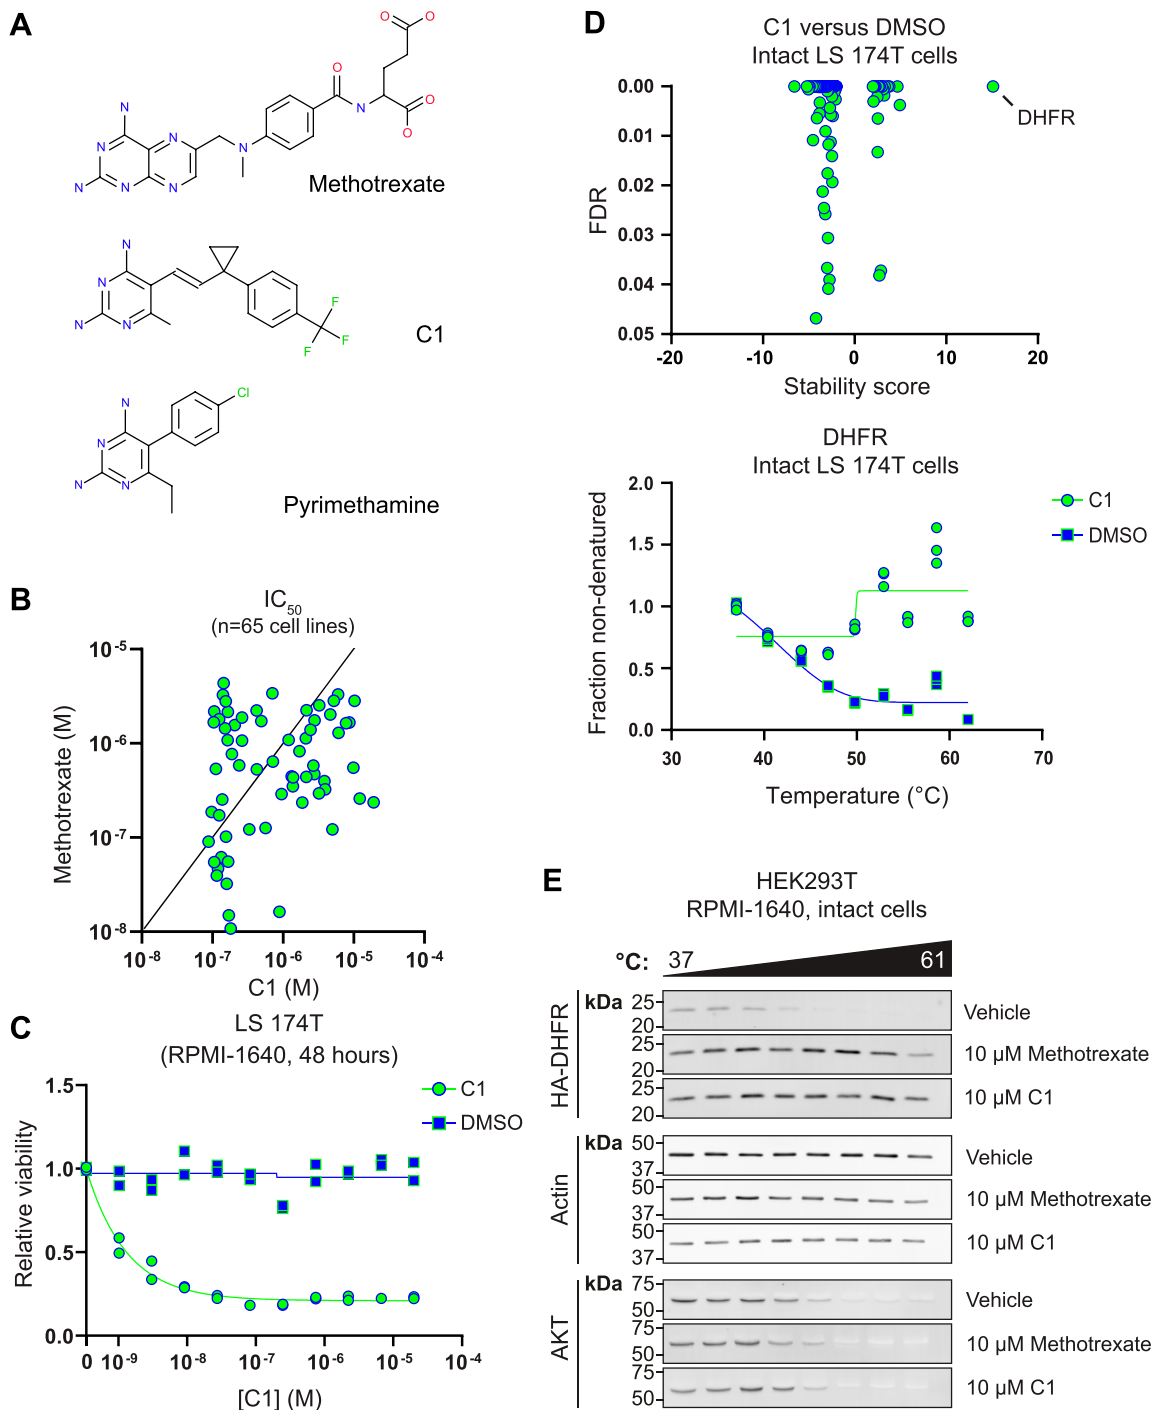 A
O
O
O
O
N
O
N
N
N
N
N
N
N
Methotrexate
N
N
N
N
F
F
F
C1
N
Cl
N
N
N
Pyrimethamine
B
IC50
(n=65 cell lines)
Methotrexate (M)
10-5
10-6
10-7
10-8
10-8
10-7
10-6
10-5
10-4
C1 (M)
C
LS 174T
(RPMI-1640, 48 hours)
C1
DMSO
Relative viability
1.5
1.0
0.5
0.0
0
10-9
10-8
10-7
10-6
10-5
10-4
[C1] (M)
D
C1 versus DMSO
Intact LS 174T cells
DHFR
FDR
0.00
0.01
0.02
0.03
0.04
0.05
-20
-10
0
10
20
Stability score
DHFR
Intact LS 174T cells
C1
DMSO
Fraction non-denatured
2.0
1.5
1.0
0.5
0.0
30
40
50
60
70
Temperature (°C)
E
HEK293T
RPMI-1640, intact cells
°C: 37 61
HA-DHFR
kDa
25
20
Vehicle
25
20
10 µM Methotrexate
25
20
10 µM C1
Actin
kDa
50
37
Vehicle
50
37
10 µM Methotrexate
50
37
10 µM C1
AKT
kDa
75
50
Vehicle
75
50
10 µM Methotrexate
75
50
10 µM C1